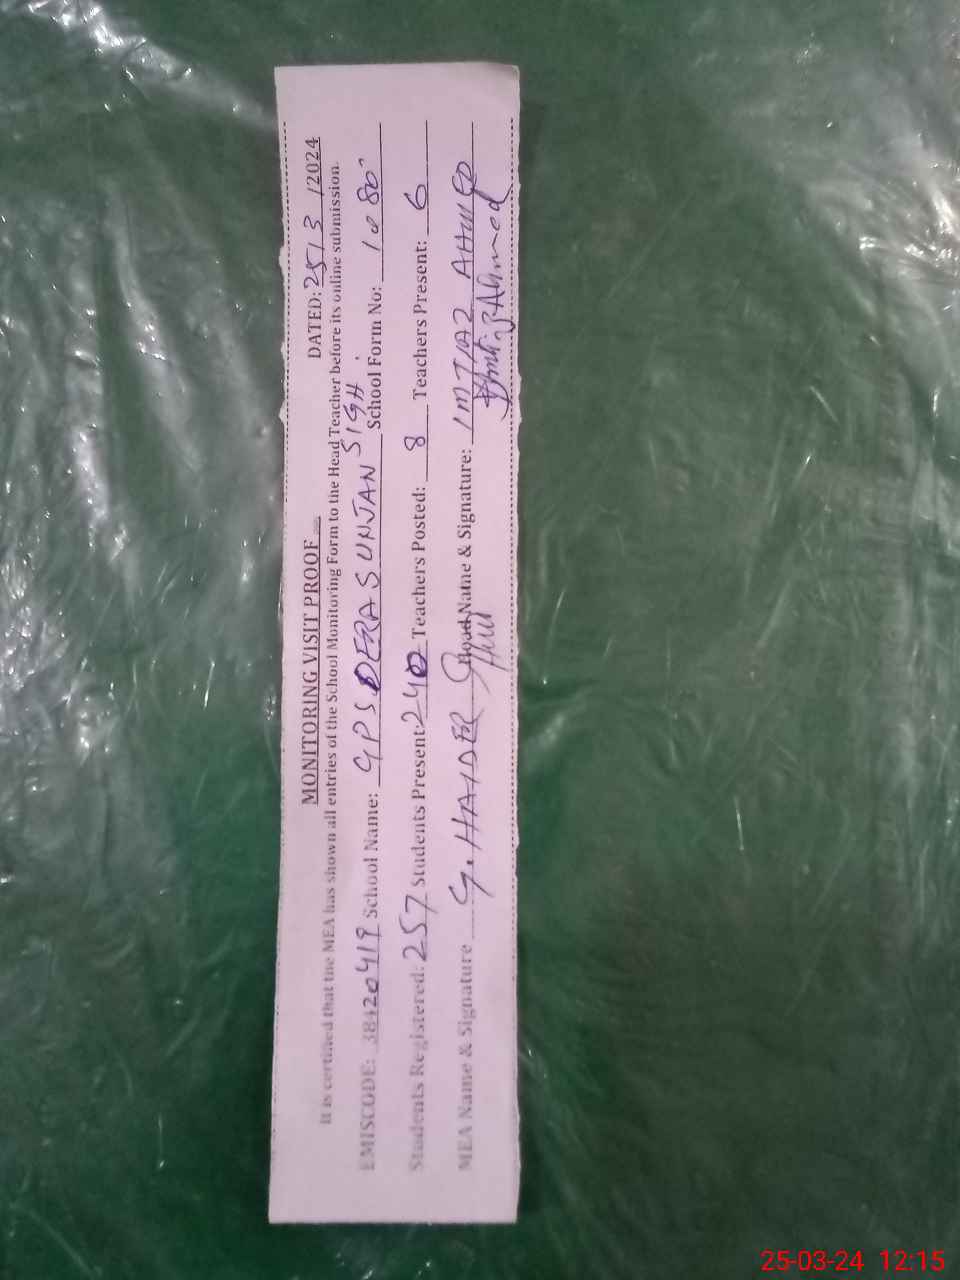 MONITORING VISIT PROOF
DATED: 25/3 /2024
It is certified that the MEA has shown all entries of the School Monitoring Form to the Head Teacher before its online submission.
EMISCODE: 38420419 School Name: GPS DERA SUNJAN SIGH. School Form No: 1080
Students Registered: 257 Students Present: 240 Teachers Posted: 8 Teachers Present: 6
MEA Name & Signature G. HAIDER Head Name & Signature: IMTIAZ AHMED
Imtiaz Ahmed
25-03-24 12:15